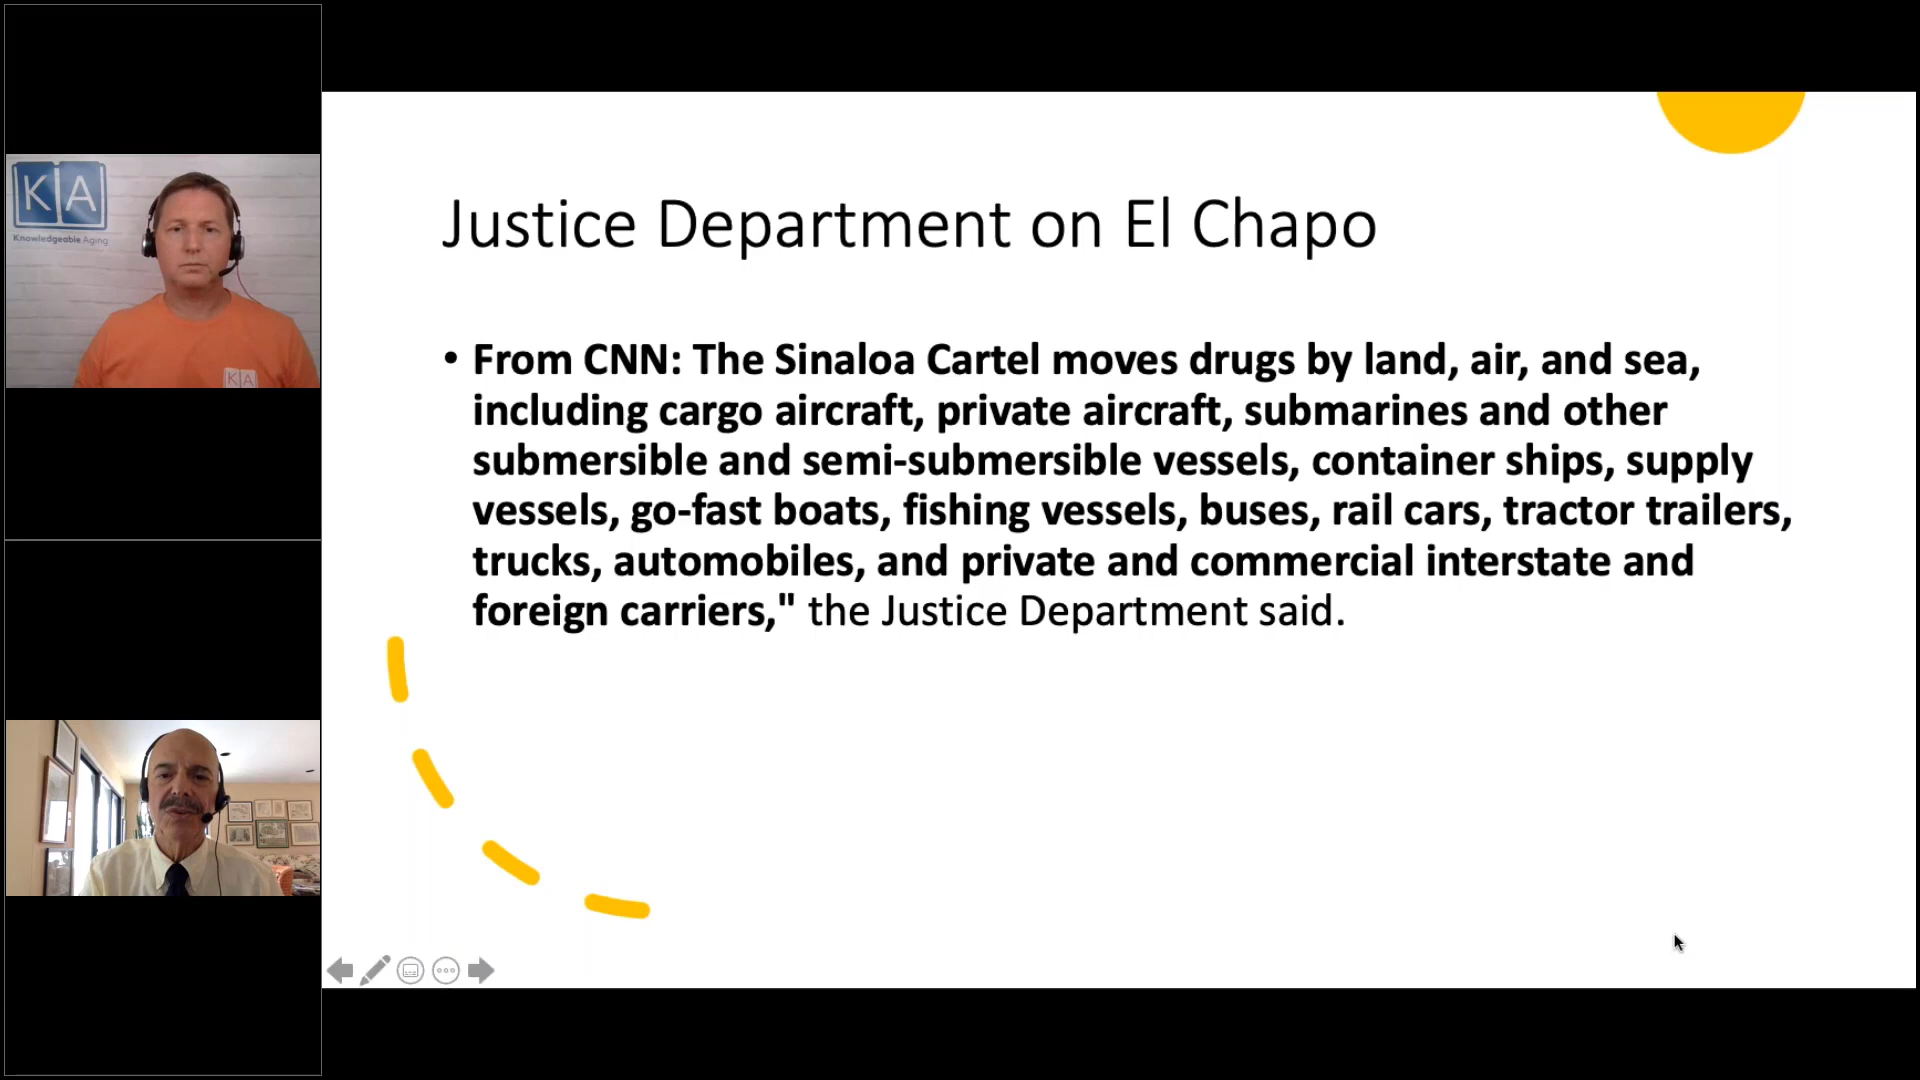 K A
Knowledgeable Aging
K A
Justice Department on El Chapo
• From CNN: The Sinaloa Cartel moves drugs by land, air, and sea,
including cargo aircraft, private aircraft, submarines and other
submersible and semi-submersible vessels, container ships, supply
vessels, go-fast boats, fishing vessels, buses, rail cars, tractor trailers,
trucks, automobiles, and private and commercial interstate and
foreign carriers," the Justice Department said.